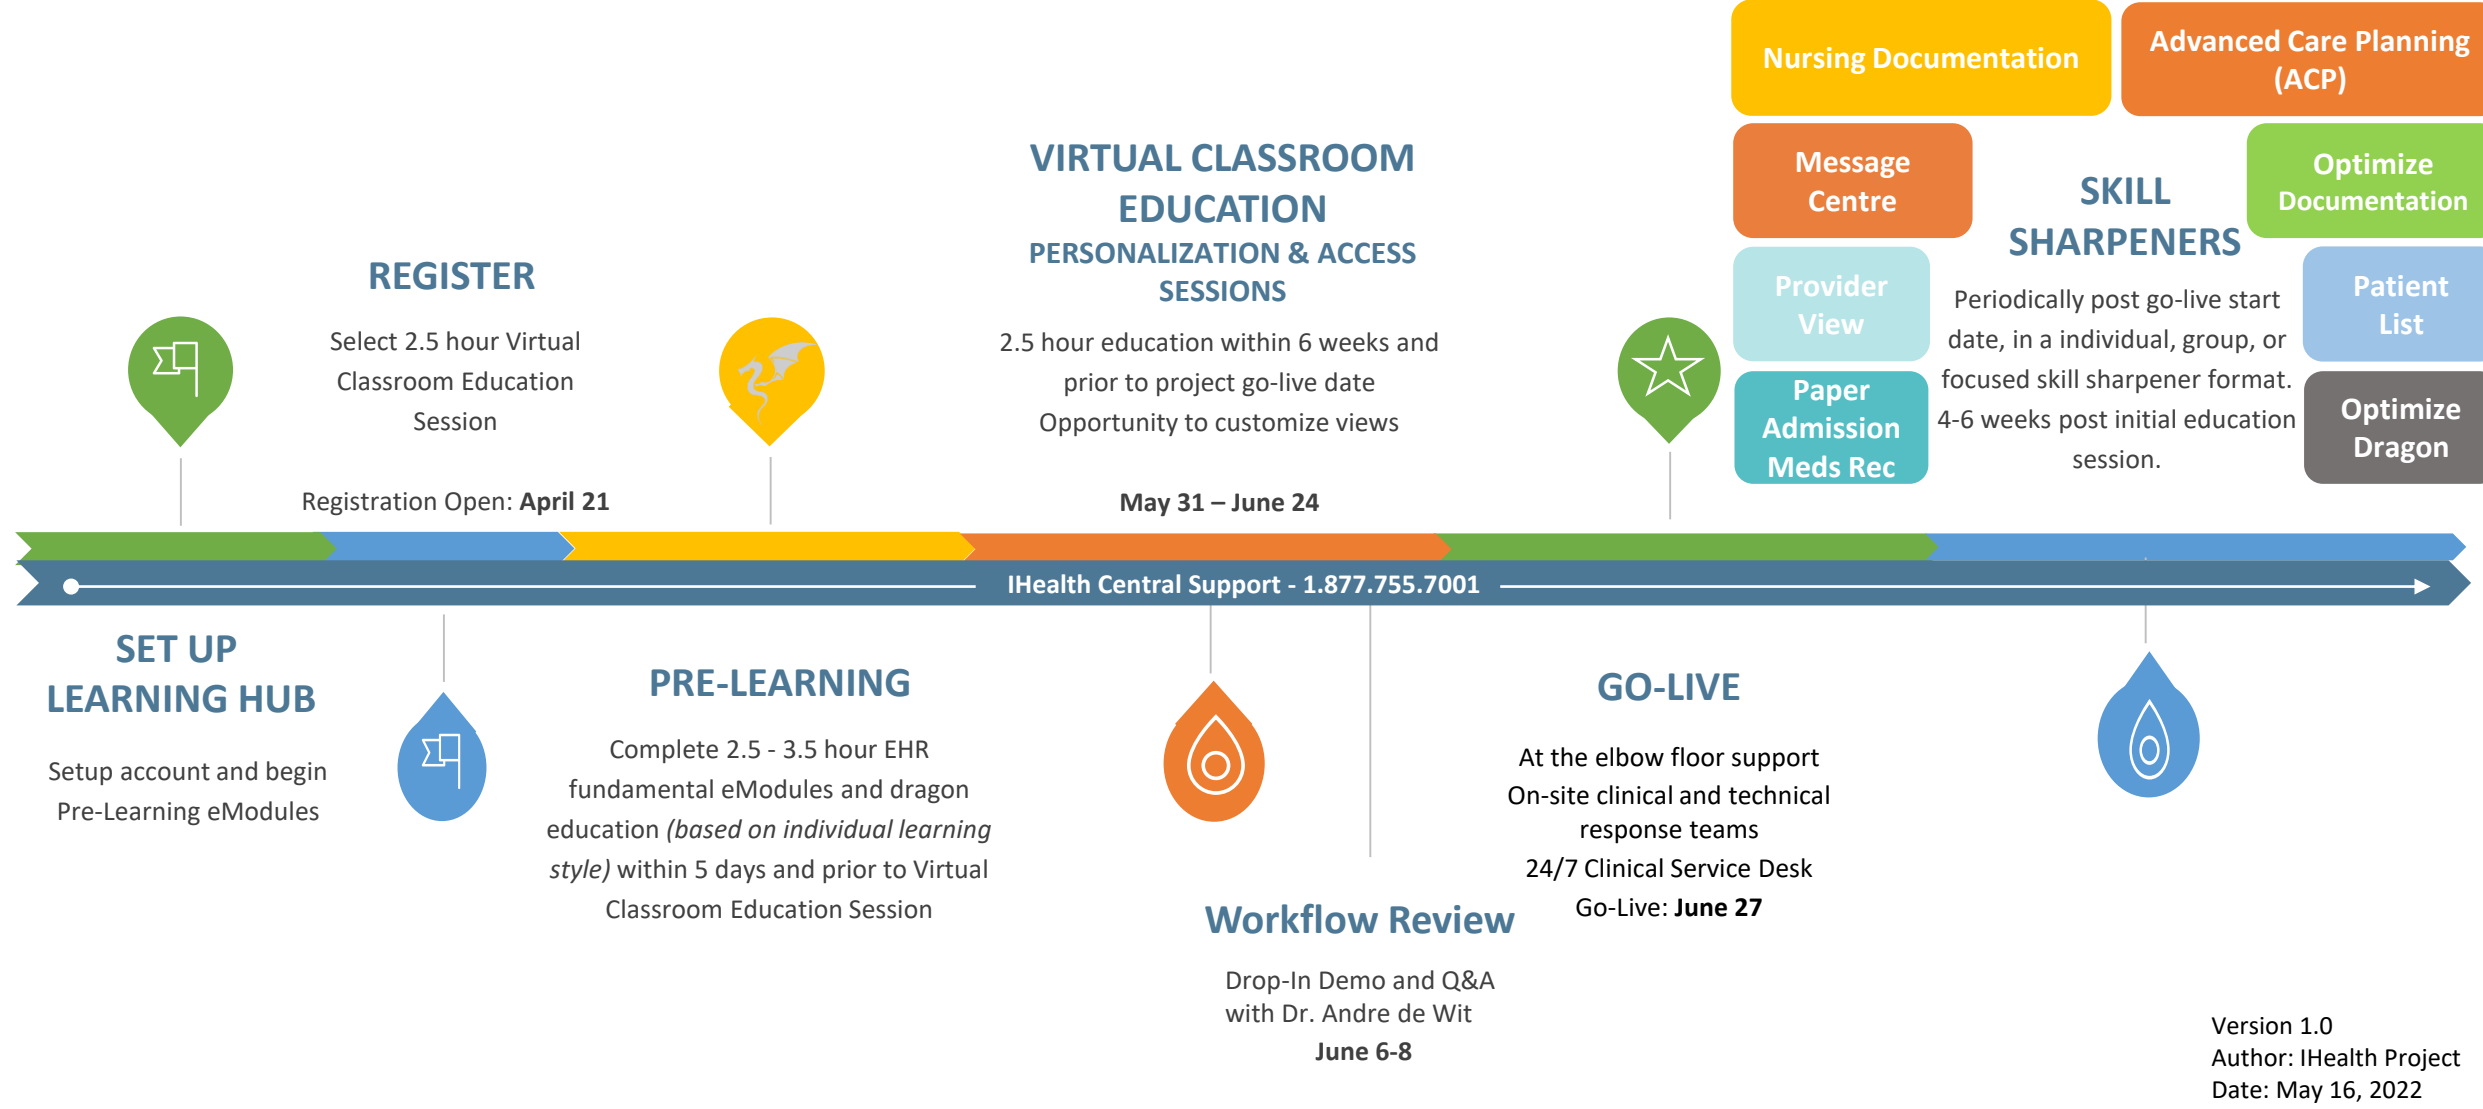 Nursing Documentation
Advanced Care Planning
(ACP)
Message
Centre
Optimize
Documentation
Provider
View
Patient
List
Paper
Admission
Meds Rec
Optimize
Dragon
SKILL
SHARPENERS
Periodically post go-live start
date, in a individual, group, or
focused skill sharpener format.
4-6 weeks post initial education
session.
VIRTUAL CLASSROOM
EDUCATION
PERSONALIZATION & ACCESS
SESSIONS
2.5 hour education within 6 weeks and
prior to project go-live date
Opportunity to customize views
May 31 – June 24
REGISTER
Select 2.5 hour Virtual
Classroom Education
Session
Registration Open: April 21
IHealth Central Support - 1.877.755.7001
SET UP
LEARNING HUB
Setup account and begin
Pre-Learning eModules
PRE-LEARNING
Complete 2.5 - 3.5 hour EHR
fundamental eModules and dragon
education (based on individual learning
style) within 5 days and prior to Virtual
Classroom Education Session
Workflow Review
Drop-In Demo and Q&A
with Dr. Andre de Wit
June 6-8
GO-LIVE
At the elbow floor support
On-site clinical and technical
response teams
24/7 Clinical Service Desk
Go-Live: June 27
Version 1.0
Author: IHealth Project
Date: May 16, 2022